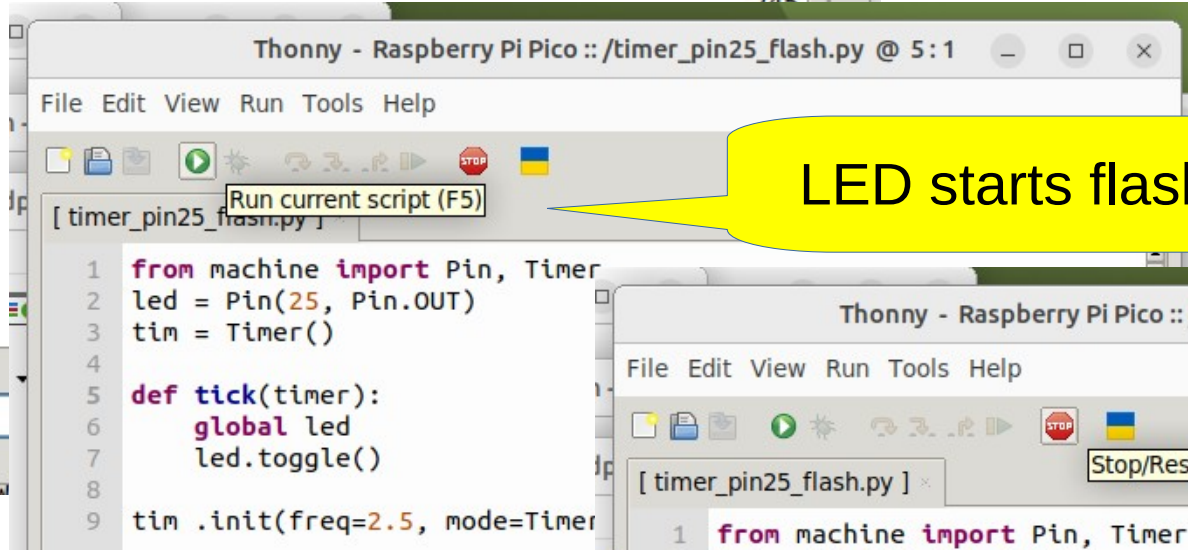 Thonny - Raspberry Pi Pico :: /timer_pin25_flash.py @ 5 : 1
File Edit View Run Tools Help
STOP
Run current script (F5)
[ timer_pin25_flash.py ]
LED starts flash
1 from machine import Pin, Timer
2 led = Pin(25, Pin.OUT)
3 tim = Timer()
4
5 def tick(timer):
6 global led
7 led.toggle()
8
9 tim .init(freq=2.5, mode=Timer
Thonny - Raspberry Pi Pico ::
File Edit View Run Tools Help
STOP
Stop/Res
[ timer_pin25_flash.py ]
1 from machine import Pin, Timer